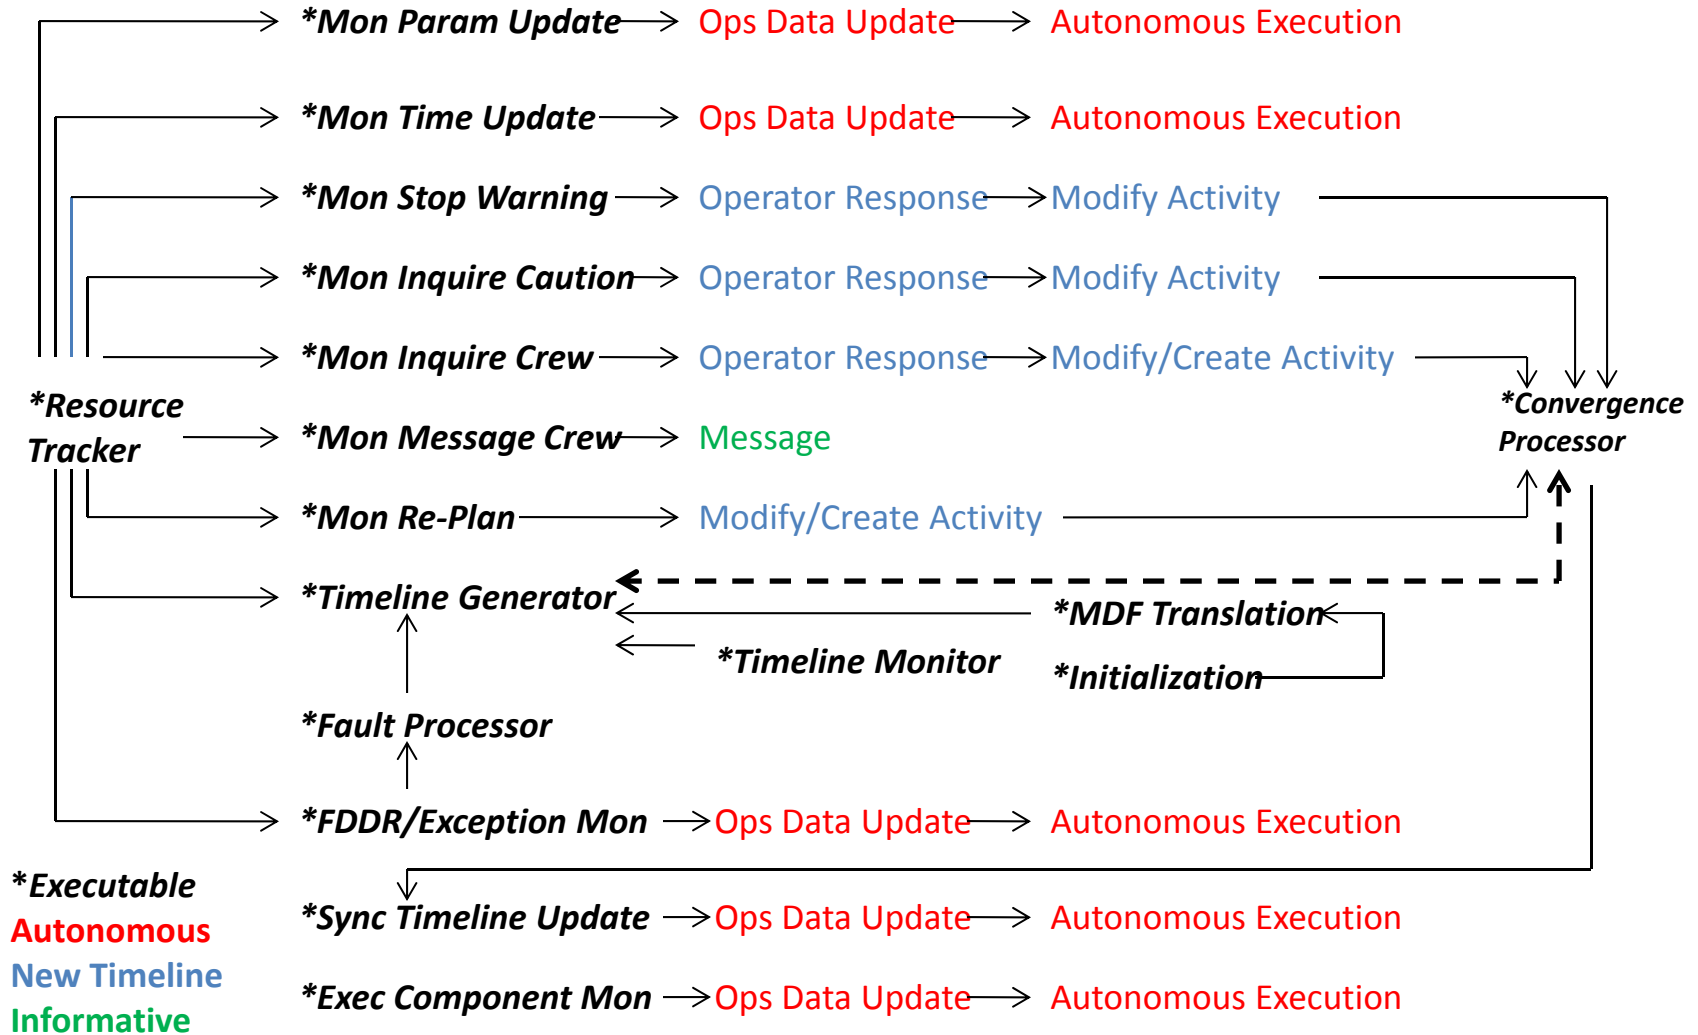 *Mon Param Update Ops Data Update Autonomous Execution
*Mon Time Update Ops Data Update Autonomous Execution
*Mon Stop Warning Operator Response Modify Activity
*Mon Inquire Caution Operator Response Modify Activity
*Mon Inquire Crew Operator Response Modify/Create Activity
*Resource
Tracker
*Convergence
Processor
*Mon Message Crew Message
*Mon Re-Plan Modify/Create Activity
*Timeline Generator
*MDF Translation
*Timeline Monitor
*Initialization
*Fault Processor
*FDDR/Exception Mon Ops Data Update Autonomous Execution
*Sync Timeline Update Ops Data Update Autonomous Execution
*Exec Component Mon Ops Data Update Autonomous Execution
*Executable
Autonomous
New Timeline
Informative